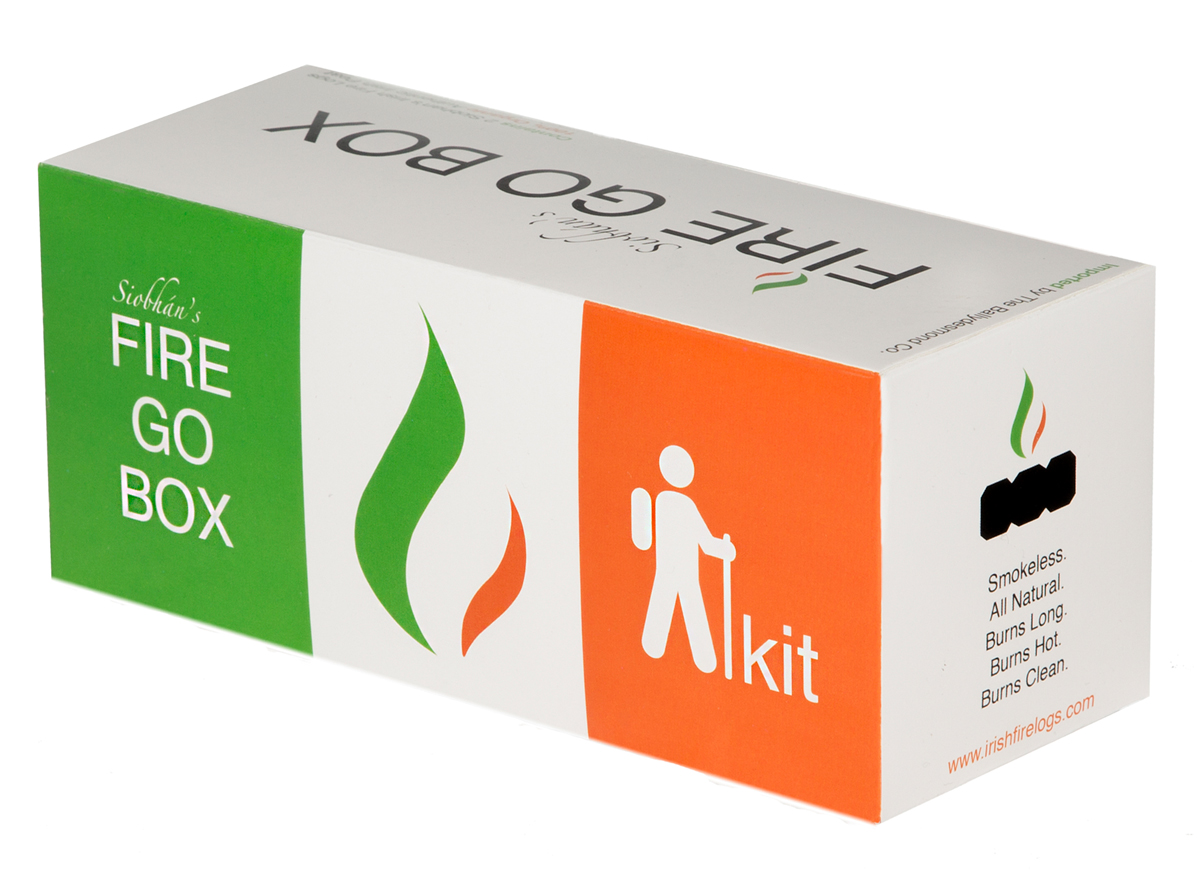 Siobhán's
FIRE
GO
BOX
kit
Siobhán's
FIRE GO BOX
Imported by The Ballydesmond Co.
Smokeless.
All Natural.
Burns Long.
Burns Hot.
Burns Clean.
www.irishfirelogs.com